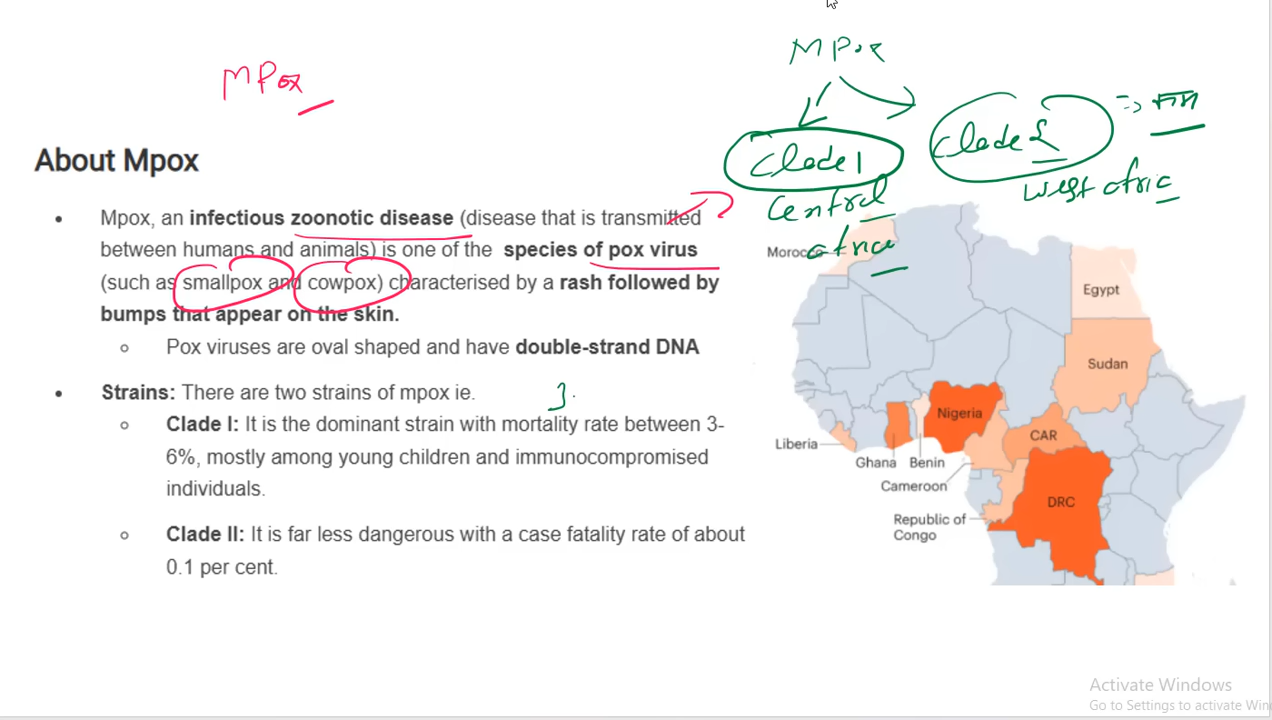 MPox
MPox
Clade 1
Clade 2
Central
africa
West afric
About Mpox
Mpox, an infectious zoonotic disease (disease that is transmitted
between humans and animals) is one of the species of pox virus
(such as smallpox and cowpox) characterised by a rash followed by
bumps that appear on the skin.
Pox viruses are oval shaped and have double-strand DNA
Strains: There are two strains of mpox ie.
Clade I: It is the dominant strain with mortality rate between 3-
6%, mostly among young children and immunocompromised
individuals.
Clade II: It is far less dangerous with a case fatality rate of about
0.1 per cent.
Morocco
Egypt
Sudan
Nigeria
CAR
Liberia
Ghana
Benin
Cameroon
DRC
Republic of
Congo
Activate Windows
Go to Settings to activate Win